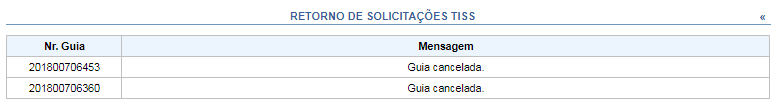 RETORNO DE SOLICITAÇÕES TISS «
Nr. Guia Mensagem
201800706453 Guia cancelada.
201800706360 Guia cancelada.